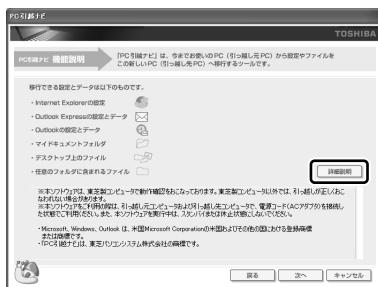 PC引越ナビ
TOSHIBA
PC引越ナビ 機能説明
「PC引越ナビ」は、今までお使いのPC（引っ越し元PC）から設定やファイルを
この新しいPC（引っ越し先PC）へ移行するツールです。
移行できる設定とデータは以下のものです。
・Internet Explorerの設定
・Outlook Expressの設定とデータ
・Outlookの設定とデータ
・マイドキュメントフォルダ
・デスクトップ上のファイル
・任意のフォルダに含まれるファイル
詳細説明
※本ソフトウェアは、東芝製コンピュータで動作確認をおこなっております。東芝製コンピュータ以外では、引っ越しが正しくおこ
なわれない場合があります。
※本ソフトウェアをご利用の際は、引っ越し元コンピュータおよび引っ越し先コンピュータで、電源コード（ACアダプタ）を接続し
た状態でご利用ください。また、本ソフトウェアを実行中は、スタンバイまたは休止状態にしないでください。
・Microsoft, Windows, Outlook は、米国Microsoft Corporationの米国およびその他の国における登録商標
または商標です。
・「PC引越ナビ」は、東芝パソコンシステム株式会社の商標です。
戻る
次へ
キャンセル